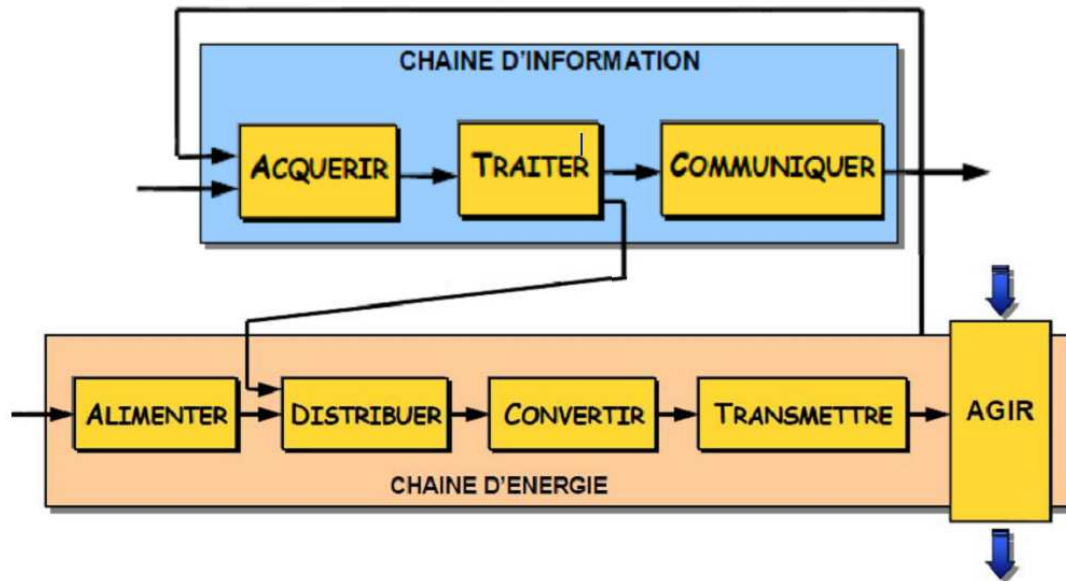 CHAINE D'INFORMATION
ACQUERIR
TRAITER
COMMUNIQUER
ALIMENTER
DISTRIBUER
CONVERTIR
TRANSMETTRE
AGIR
CHAINE D'ENERGIE